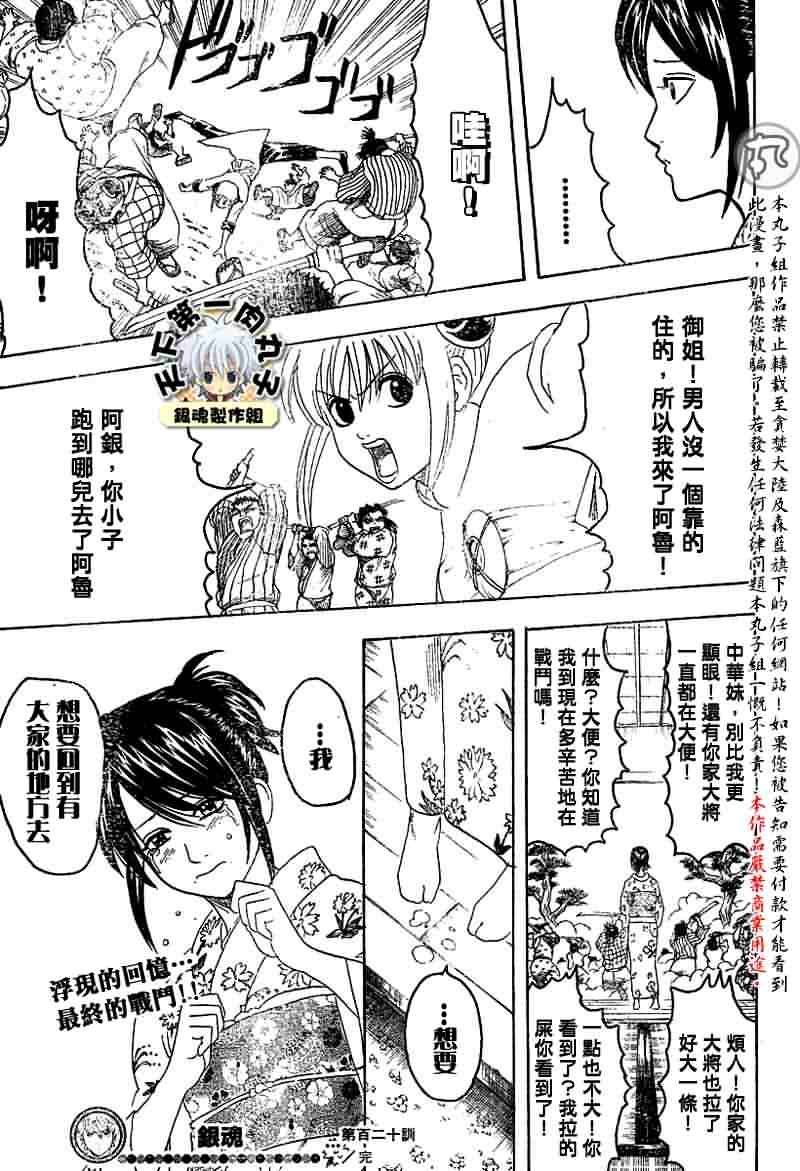 ………
哇啊！
ドゴゴゴゴ
呀啊！
御姐！男人沒一個靠的
住的，所以我來了阿魯！
阿銀，你小子
跑到哪兒去了阿魯
中華妹，別比我更
顯眼！還有你家大將
一直都在大便！
什麼？大便？你知道
我到現在多辛苦地在
戰鬥嗎！
煩人！你家的
大將也拉了
好大一條！
一點也不大！你
看到了？我拉的
屎你看到了！
…我
…想要
想要回到有
大家的地方去
浮現的回憶…
最終的戰鬥！！
銀魂
第百二十訓
完
天下第一肉丸子
銀魂製作組
丸
本丸子組作品禁止轉載至貪婪大陸及森藍旗下的任何網站！如果您被告知需要付款才能看到
此漫畫，那麼您被騙了！若發生任何法律問題本丸子組一慨不負責！本作品嚴禁商業用途。